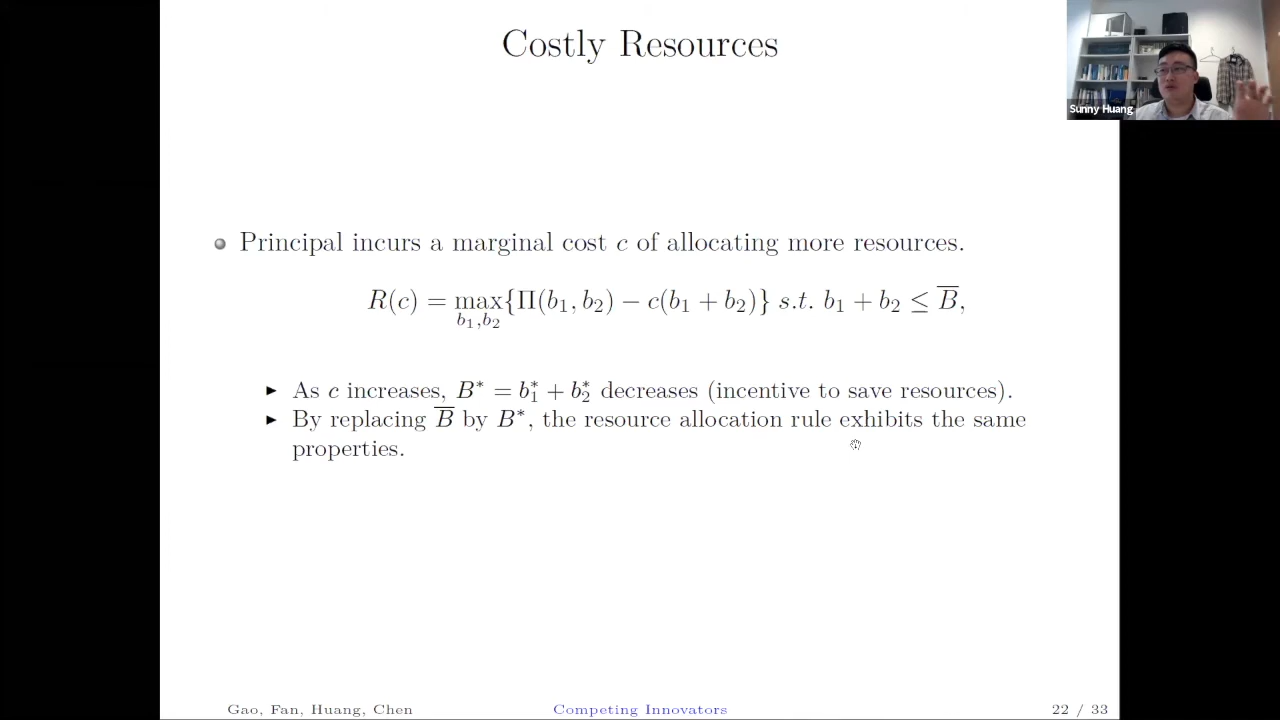 Costly Resources
Sunny Huang
Principal incurs a marginal cost c of allocating more resources.
R(c) = max{Π(b₁, b₂) − c(b₁ + b₂)} s.t. b₁ + b₂ ≤ B̅,
b₁,b₂
▶ As c increases, B* = b₁* + b₂* decreases (incentive to save resources).
▶ By replacing B̅ by B*, the resource allocation rule exhibits the same
properties.
Gao, Fan, Huang, Chen Competing Innovators 22 / 33